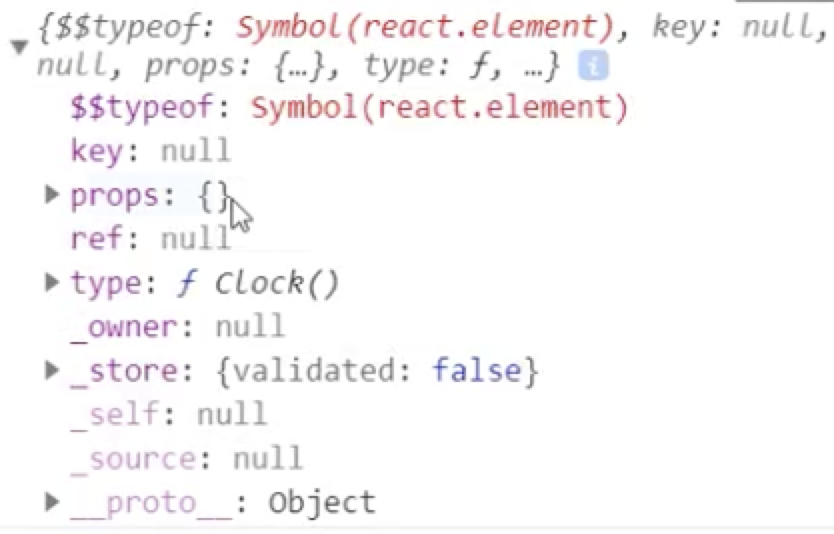 {$$typeof: Symbol(react.element), key: null,
null, props: {…}, type: f, …} i
$$typeof: Symbol(react.element)
key: null
props: {}
ref: null
type: f Clock()
_owner: null
_store: {validated: false}
_self: null
_source: null
__proto__: Object